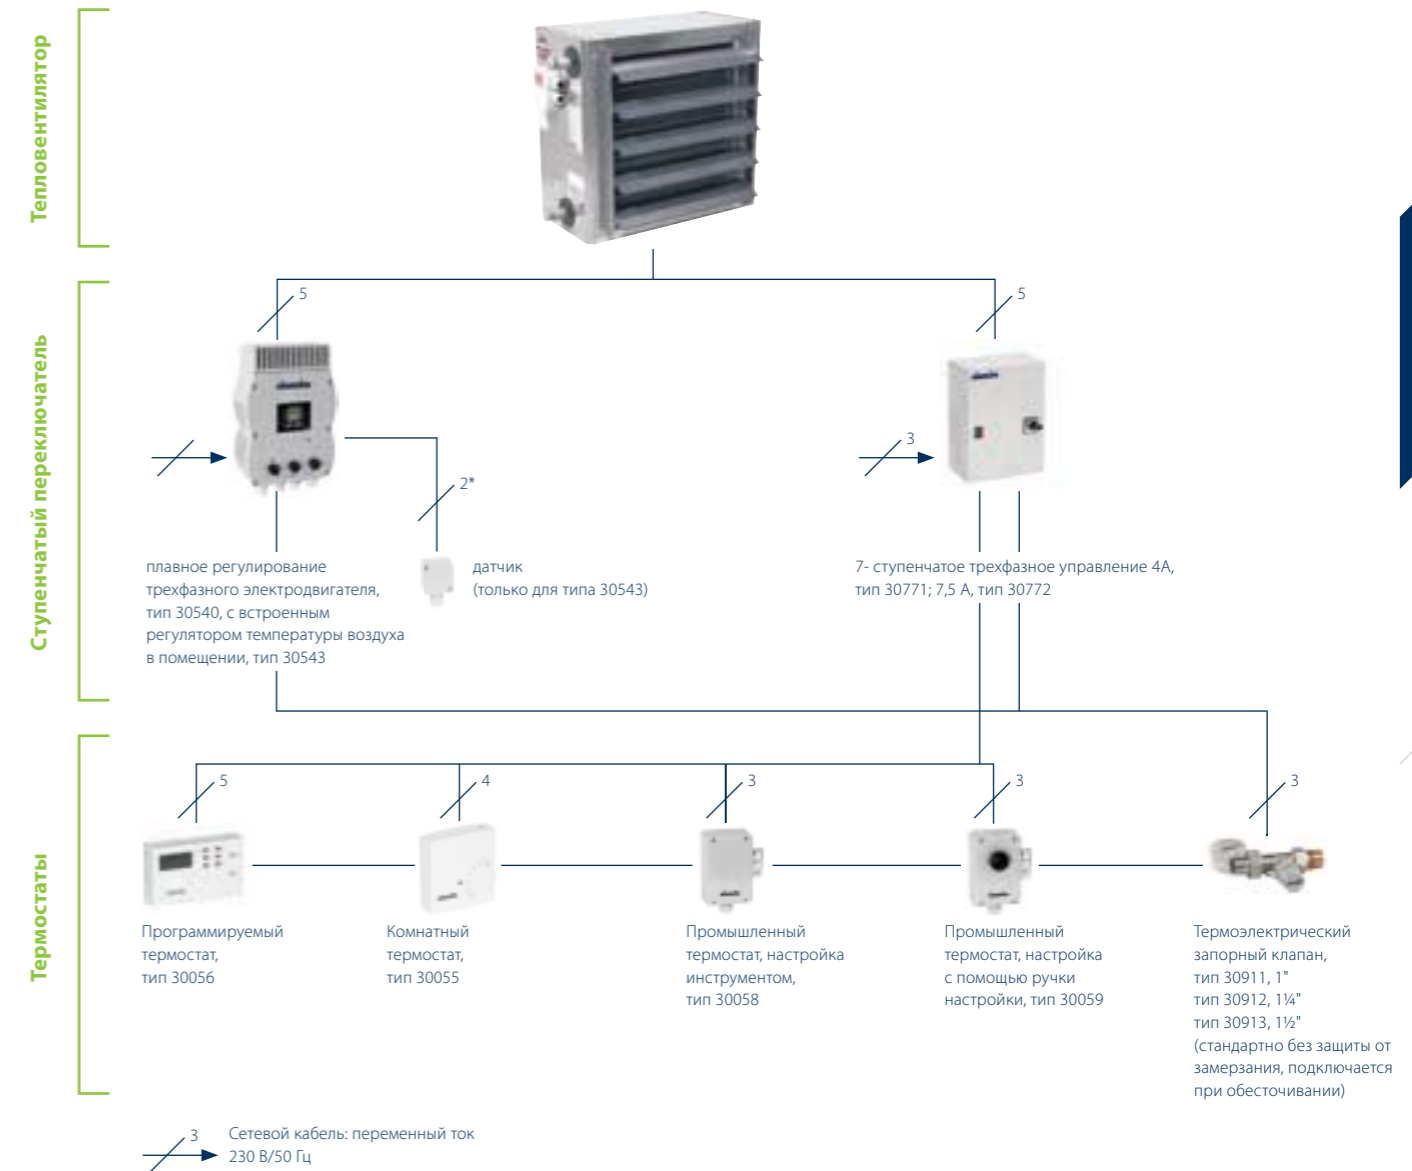 Тепловентилятор
5
5
Ступенчатый переключатель
3
2*
плавное регулирование
трехфазного электродвигателя,
тип 30540, с встроенным
регулятором температуры воздуха
в помещении, тип 30543
датчик
(только для типа 30543)
7- ступенчатое трехфазное управление 4А,
тип 30771; 7,5 А, тип 30772
Термостаты
5
4
3
3
3
Программируемый
термостат,
тип 30056
Комнатный
термостат,
тип 30055
Промышленный
термостат, настройка
инструментом,
тип 30058
Промышленный
термостат, настройка
с помощью ручки
настройки, тип 30059
Термоэлектрический
запорный клапан,
тип 30911, 1"
тип 30912, 1¼"
тип 30913, 1½"
(стандартно без защиты от
замерзания, подключается
при обесточивании)
3
Сетевой кабель: переменный ток
230 В/50 Гц